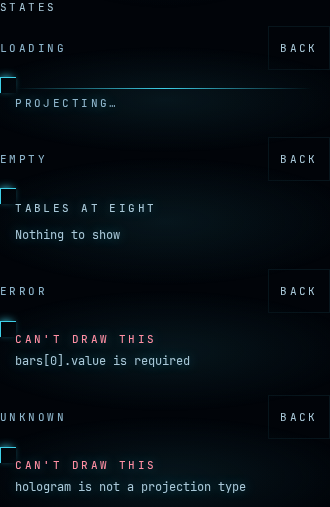 STATES
LOADING
BACK
PROJECTING…
EMPTY
BACK
TABLES AT EIGHT
Nothing to show
ERROR
BACK
CAN'T DRAW THIS
bars[0].value is required
UNKNOWN
BACK
CAN'T DRAW THIS
hologram is not a projection type